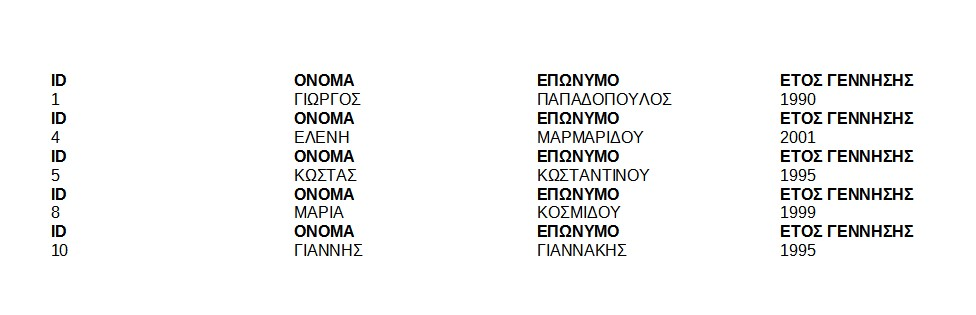 ID ΟΝΟΜΑ ΕΠΩΝΥΜΟ ΕΤΟΣ ΓΕΝΝΗΣΗΣ
1 ΓΙΩΡΓΟΣ ΠΑΠΑΔΟΠΟΥΛΟΣ 1990
ID ΟΝΟΜΑ ΕΠΩΝΥΜΟ ΕΤΟΣ ΓΕΝΝΗΣΗΣ
4 ΕΛΕΝΗ ΜΑΡΜΑΡΙΔΟΥ 2001
ID ΟΝΟΜΑ ΕΠΩΝΥΜΟ ΕΤΟΣ ΓΕΝΝΗΣΗΣ
5 ΚΩΣΤΑΣ ΚΩΣΤΑΝΤΙΝΟΥ 1995
ID ΟΝΟΜΑ ΕΠΩΝΥΜΟ ΕΤΟΣ ΓΕΝΝΗΣΗΣ
8 ΜΑΡΙΑ ΚΟΣΜΙΔΟΥ 1999
ID ΟΝΟΜΑ ΕΠΩΝΥΜΟ ΕΤΟΣ ΓΕΝΝΗΣΗΣ
10 ΓΙΑΝΝΗΣ ΓΙΑΝΝΑΚΗΣ 1995